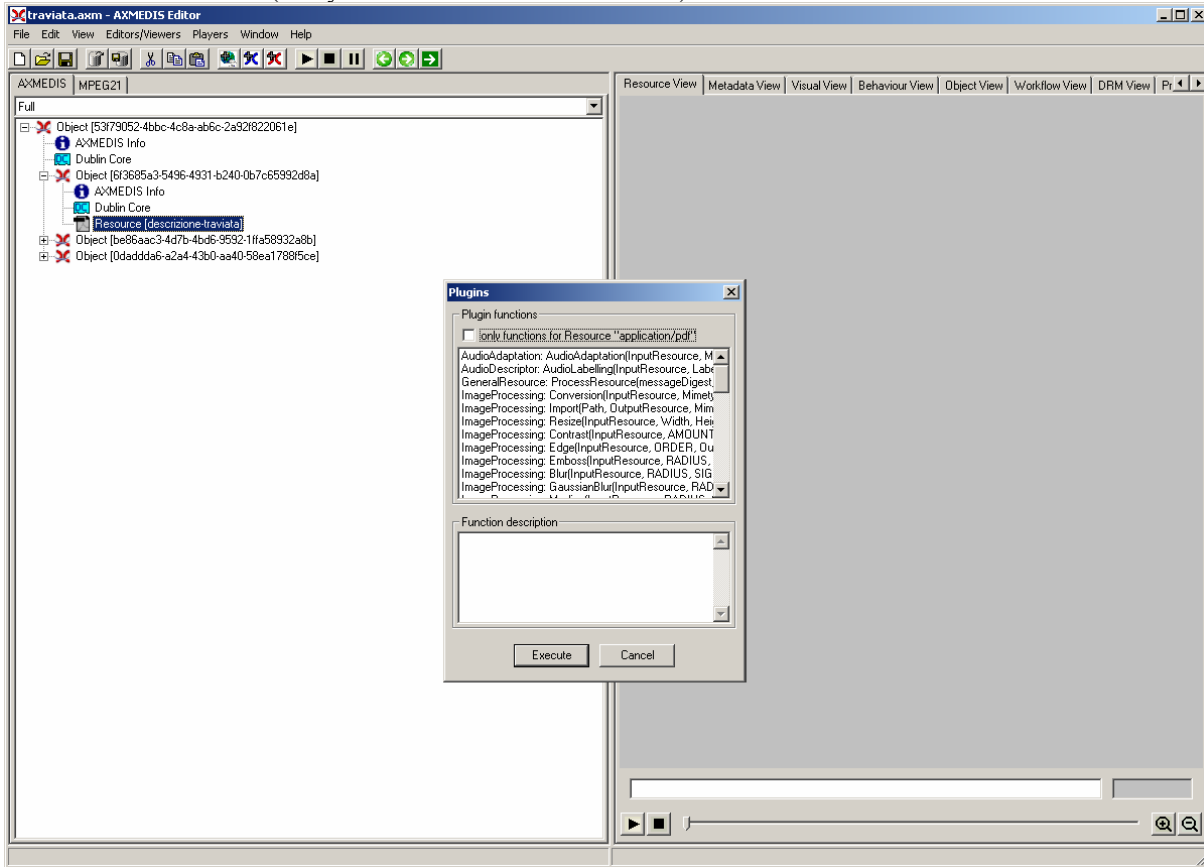 traviata.axm - AXMEDIS Editor
File Edit View Editors/Viewers Players Window Help
AXMEDIS MPEG21
Resource View Metadata View Visual View Behaviour View Object View Workflow View DRM View Pr
Full
Object [53f79052-4bbc-4c8a-ab6c-2a92f822061e]
AXMEDIS Info
Dublin Core
Object [6f3685a3-5496-4931-b240-0b7c65992d8a]
AXMEDIS Info
Dublin Core
Resource [descrizione-traviata]
Object [be86aac3-4d7b-4bd6-9592-1ffa58932a8b]
Object [0daddda6-a2a4-43b0-aa40-58ea1788f5ce]
Plugins
Plugin functions
only functions for Resource "application/pdf"
AudioAdaptation: AudioAdaptation(InputResource, M
AudioDescriptor: AudioLabelling(InputResource, Labe
GeneralResource: ProcessResource(messageDigest,
ImageProcessing: Conversion(InputResource, Mimety
ImageProcessing: Import(Path, OutputResource, Mim
ImageProcessing: Resize(InputResource, Width, Hei
ImageProcessing: Contrast(InputResource, AMOUNT
ImageProcessing: Edge(InputResource, ORDER, Ou
ImageProcessing: Emboss(InputResource, RADIUS,
ImageProcessing: Blur(InputResource, RADIUS, SIG
ImageProcessing: GaussianBlur(InputResource, RAD
Function description
Execute Cancel